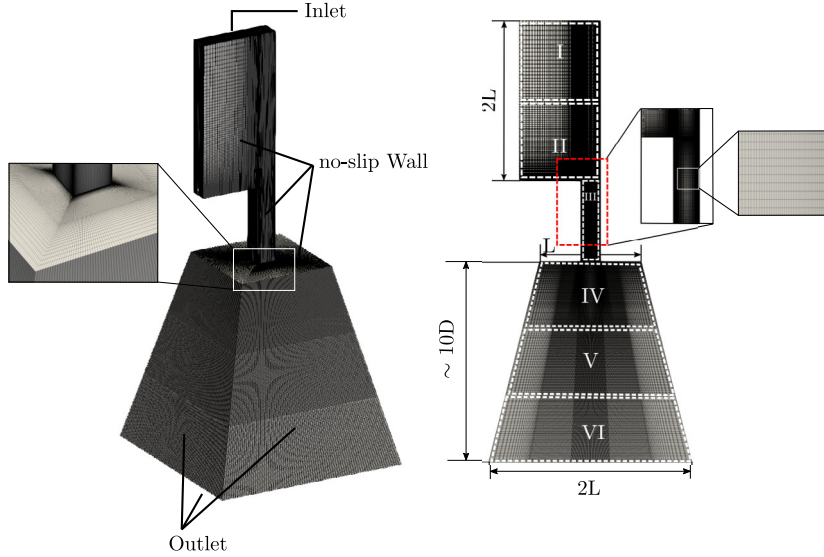 Inlet
no-slip Wall
Outlet
2L
I
II
III
L
~ 10D
IV
V
VI
2L